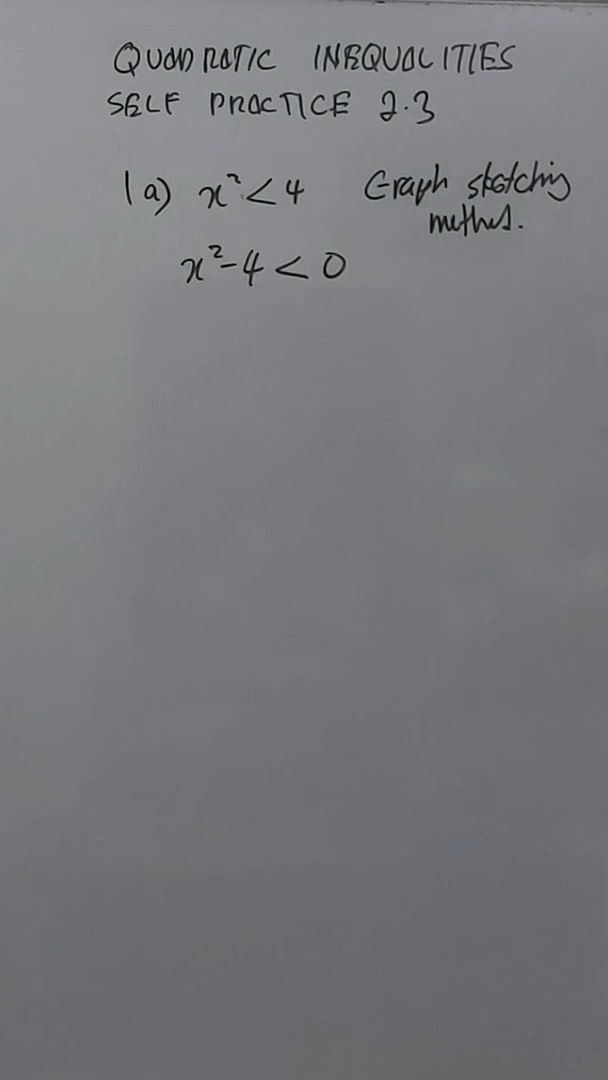 QUADRATIC INEQUALITIES
SELF PRACTICE 2.3
1a) x² < 4 Graph sketching
method.
x² - 4 < 0